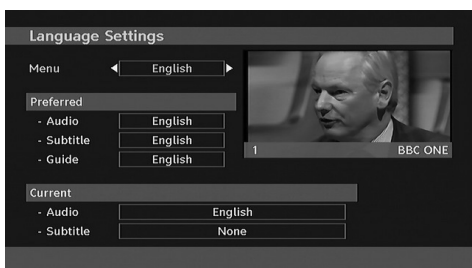 Language Settings
Menu English
Preferred
- Audio English
- Subtitle English
- Guide English
1 BBC ONE
Current
- Audio English
- Subtitle None